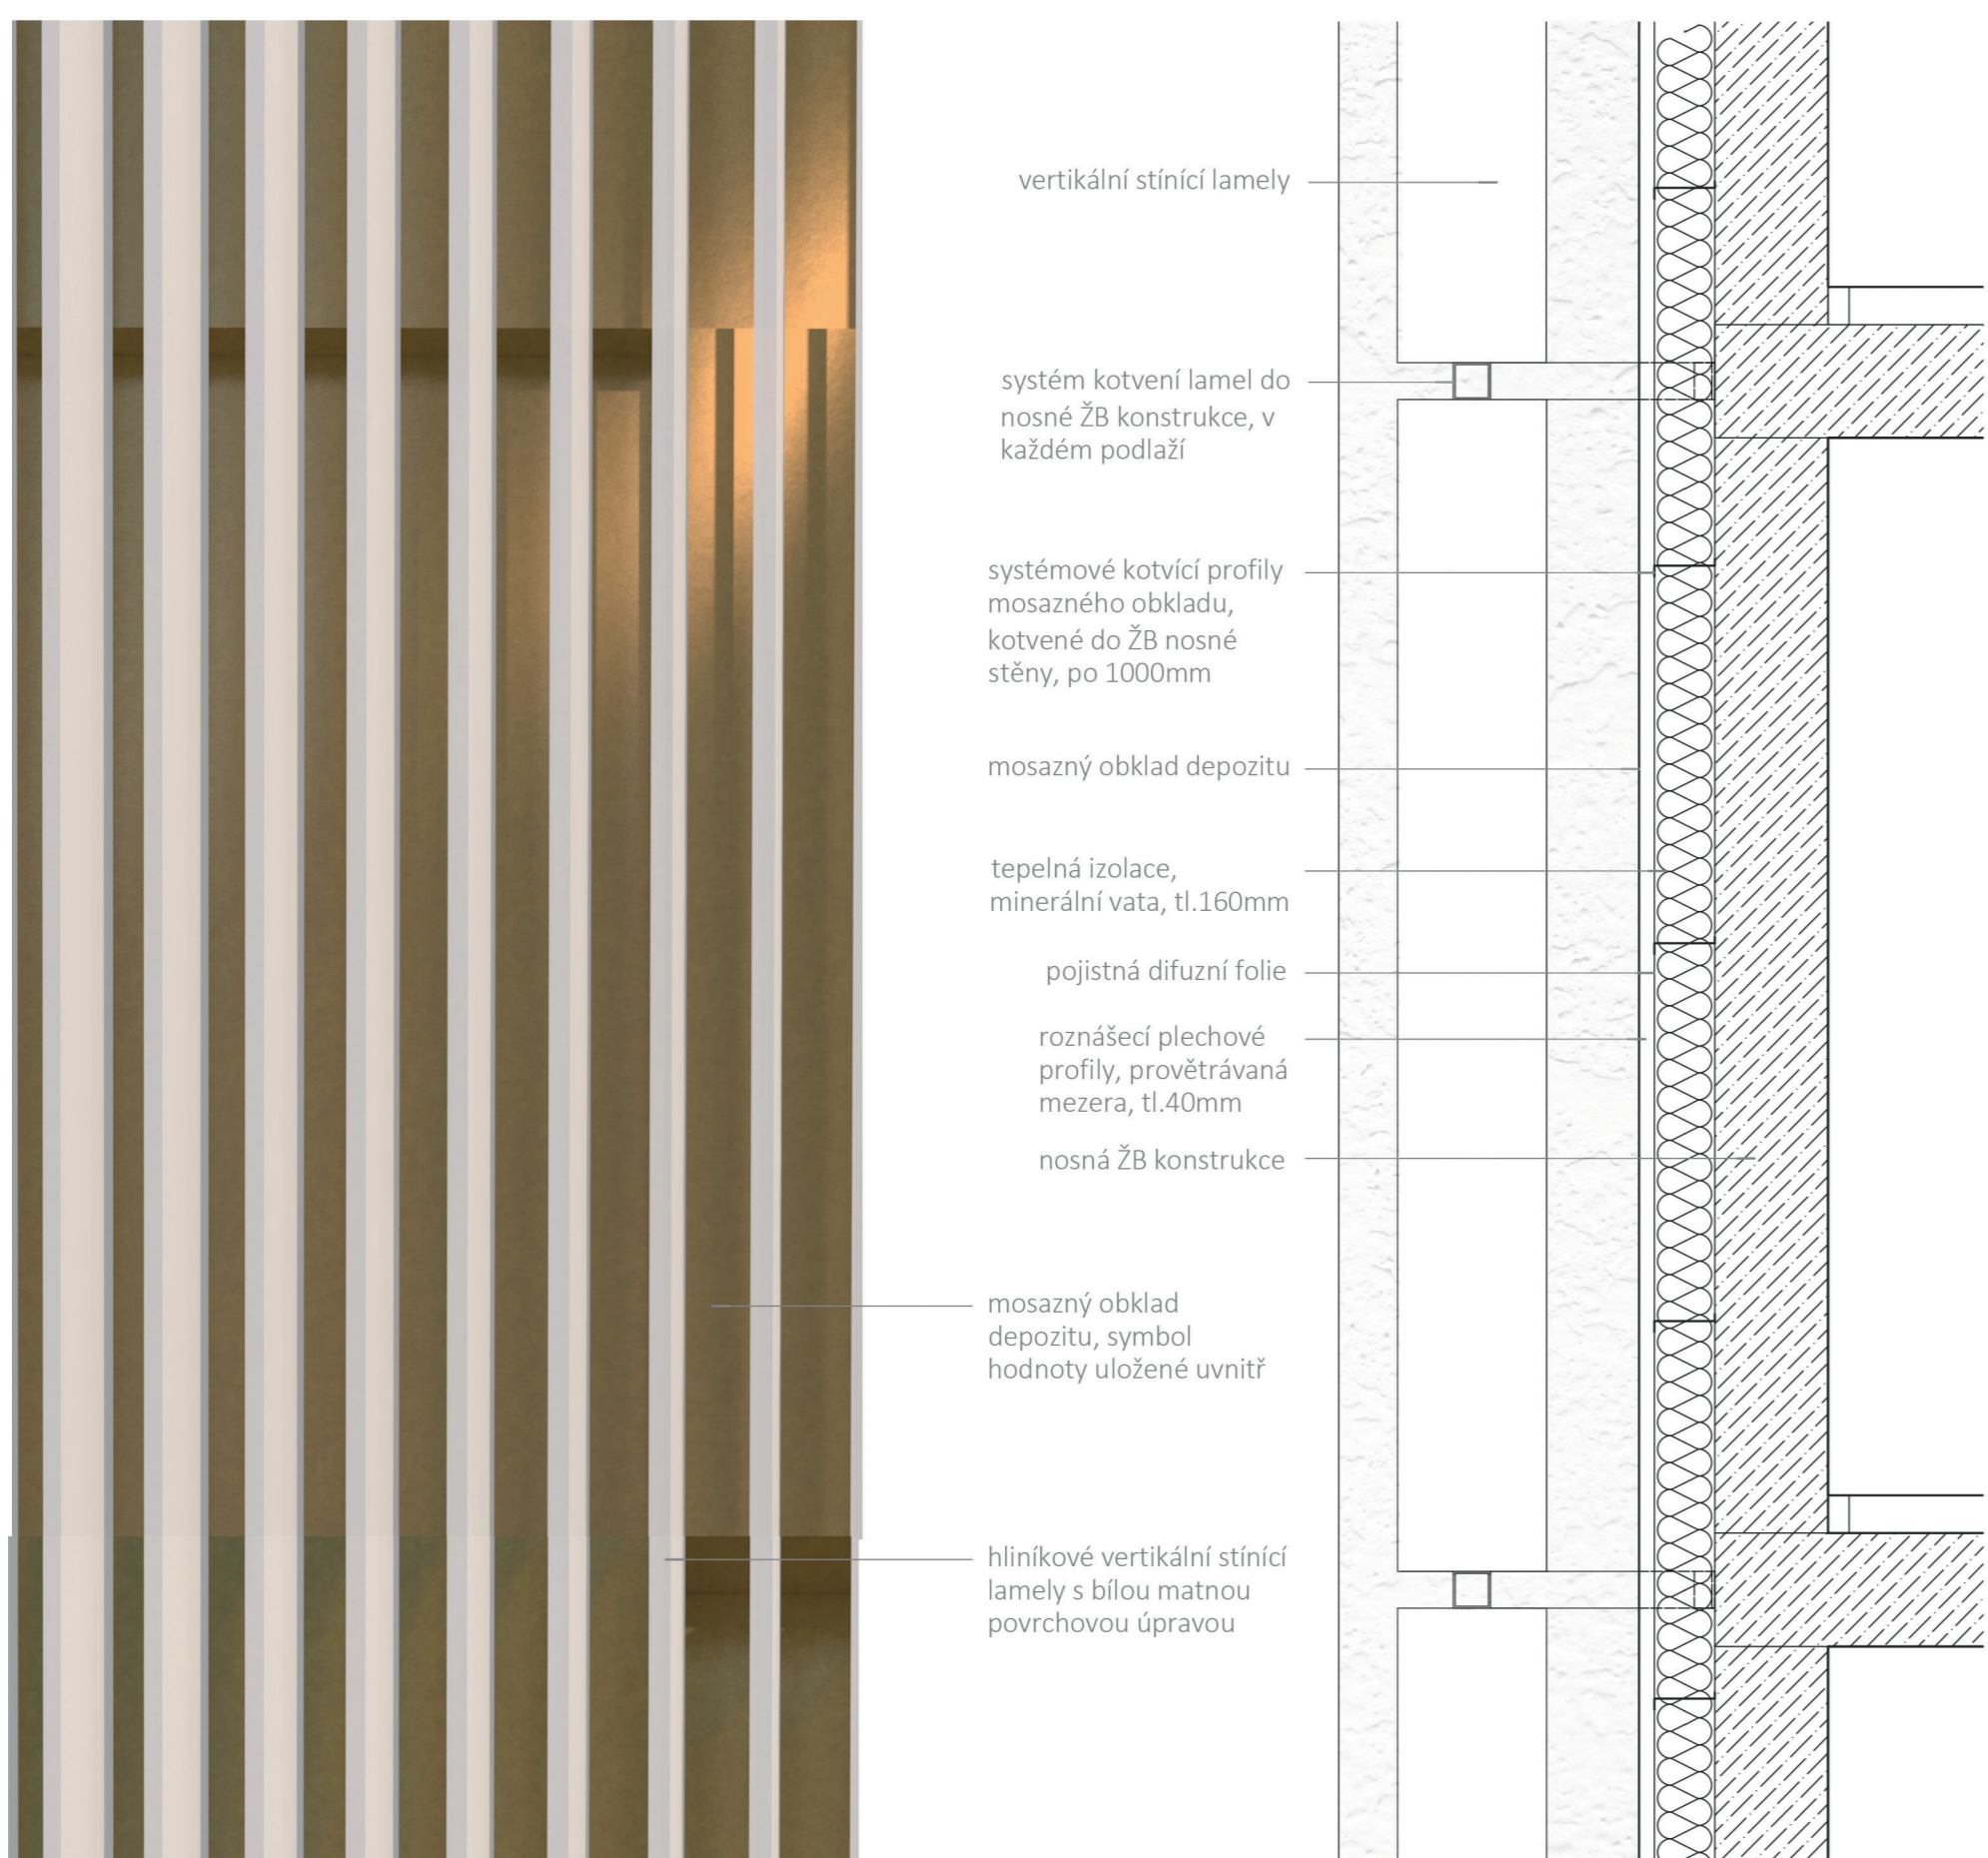 vertikální stínící lamely
systém kotvení lamel do
nosné ŽB konstrukce, v
každém podlaží
systémové kotvící profily
mosazného obkladu,
kotvené do ŽB nosné
stěny, po 1000mm
mosazný obklad depozitu
tepelná izolace,
minerální vata, tl.160mm
pojistná difuzní folie
roznášecí plechové
profily, provětrávaná
mezera, tl.40mm
nosná ŽB konstrukce
mosazný obklad
depozitu, symbol
hodnoty uložené uvnitř
hliníkové vertikální stínící
lamely s bílou matnou
povrchovou úpravou